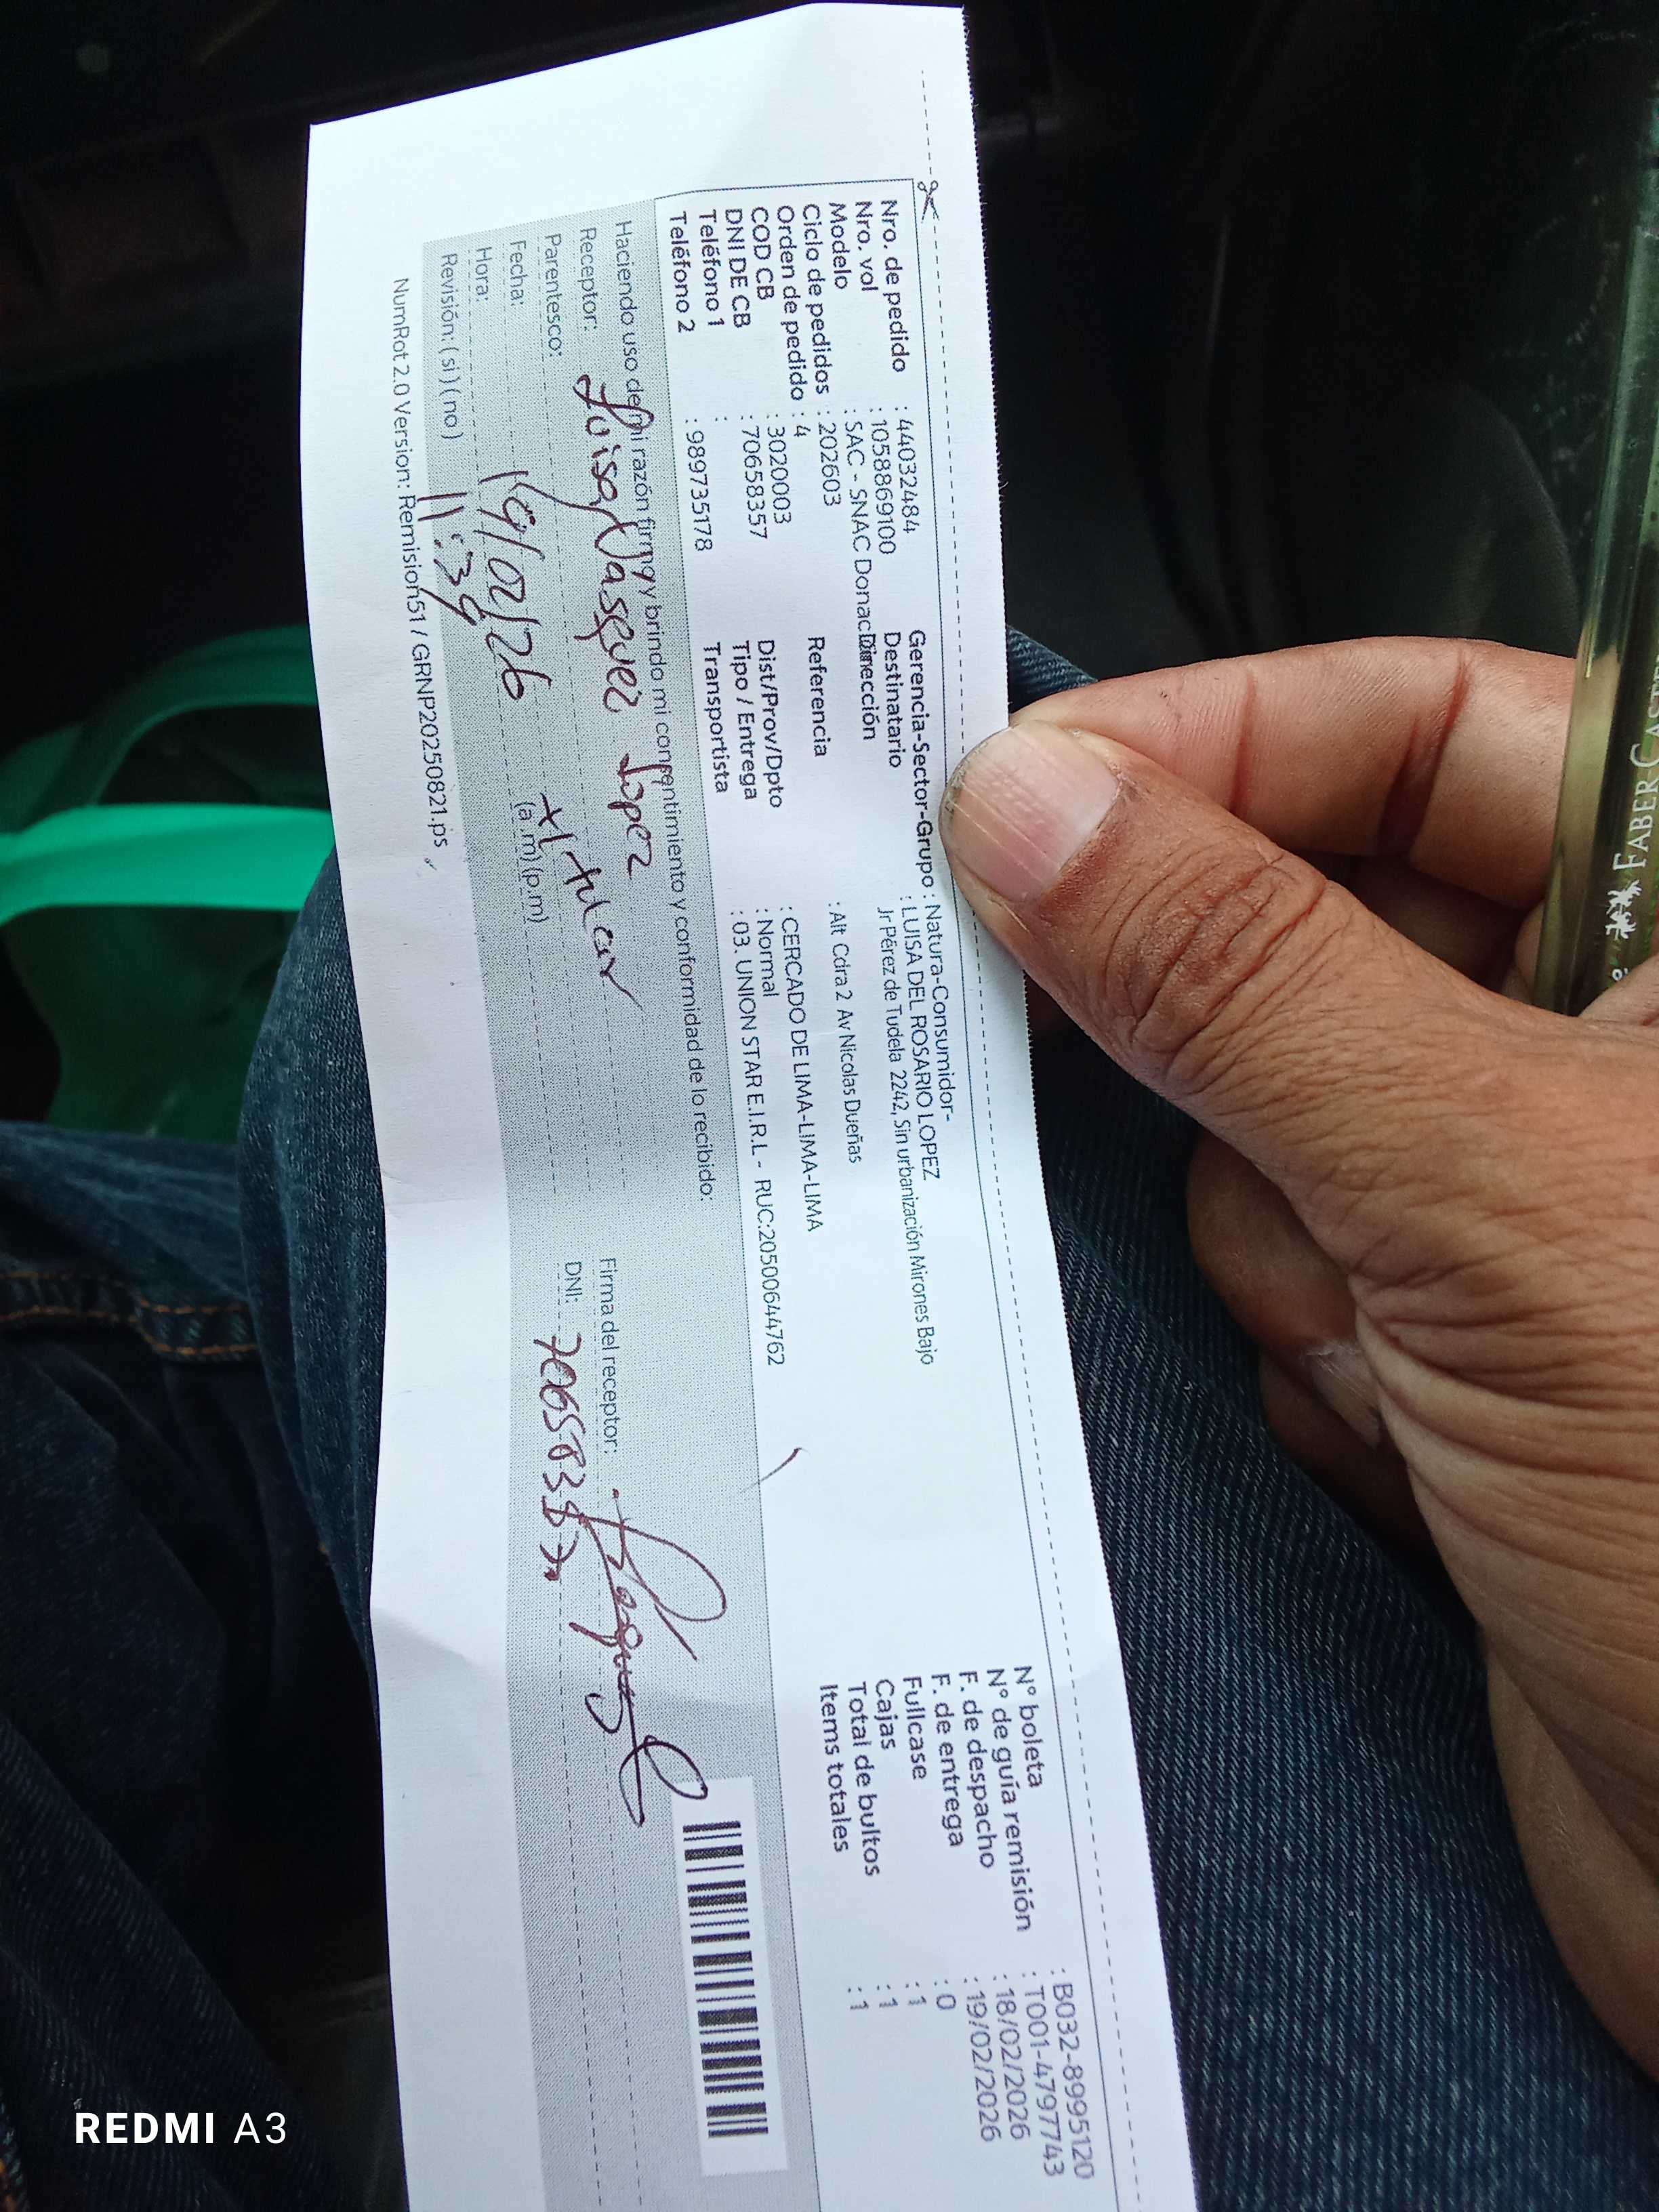 Nro. de pedido : 44032484
Nro. vol : 1058869100
Modelo : SAC - SNAC Donac
Ciclo de pedidos : 202603
Orden de pedido : 4
COD CB : 3020003
DNI DE CB : 70658357
Teléfono 1 :
Teléfono 2 : 989735178
Gerencia-Sector-Grupo : Natura-Consumidor-
Destinatario : LUISA DEL ROSARIO LOPEZ
Dirección Jr Pérez de Tudela 2242, Sin urbanización Mirones Bajo
Referencia : Alt Cdra 2 Av Nicolas Dueñas
Dist/Prov/Dpto : CERCADO DE LIMA-LIMA-LIMA
Tipo / Entrega : Normal
Transportista : 03. UNION STAR E.I.R.L - RUC:20500644762
N° boleta : B032-8995120
N° de guía remisión : T001-4797743
F. de despacho : 18/02/2026
F. de entrega : 19/02/2026
Fullcase : 0
Cajas : 1
Total de bultos : 1
Items totales : 1
Haciendo uso de mi razón firmo y brindo mi consentimiento y conformidad de lo recibido:
Receptor: Luisa Vasquez Lopez
Parentesco: titular
Fecha: 19/02/26
Hora: 11:39 (a.m) (p.m)
Revisión: ( si ) ( no )
Firma del receptor:
DNI: 70658357
NumRot 2.0 Version: Remision51 / GRNP20250821.ps
FABER CASTE
REDMI A3